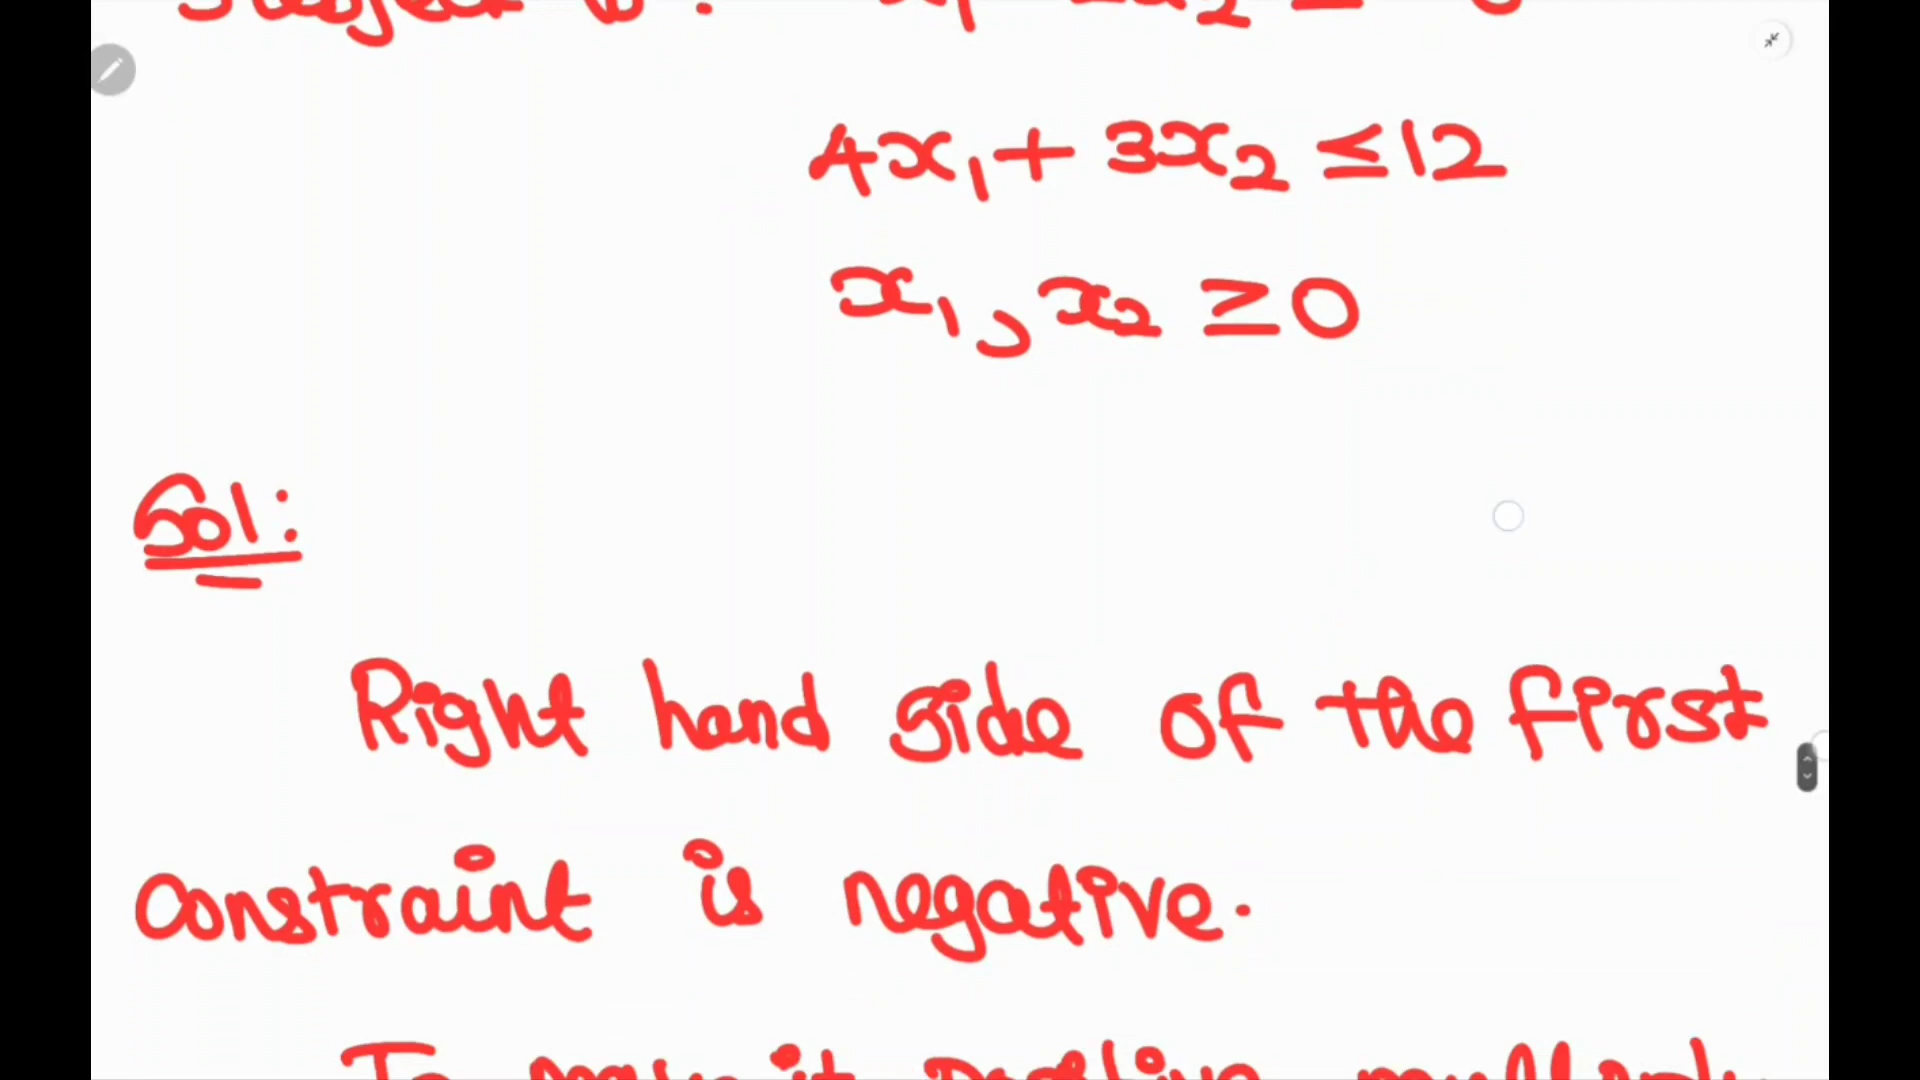 4x₁ + 3x₂ ≤ 12
x₁, x₂ ≥ 0
Sol:
Right hand side of the first
constraint is negative.